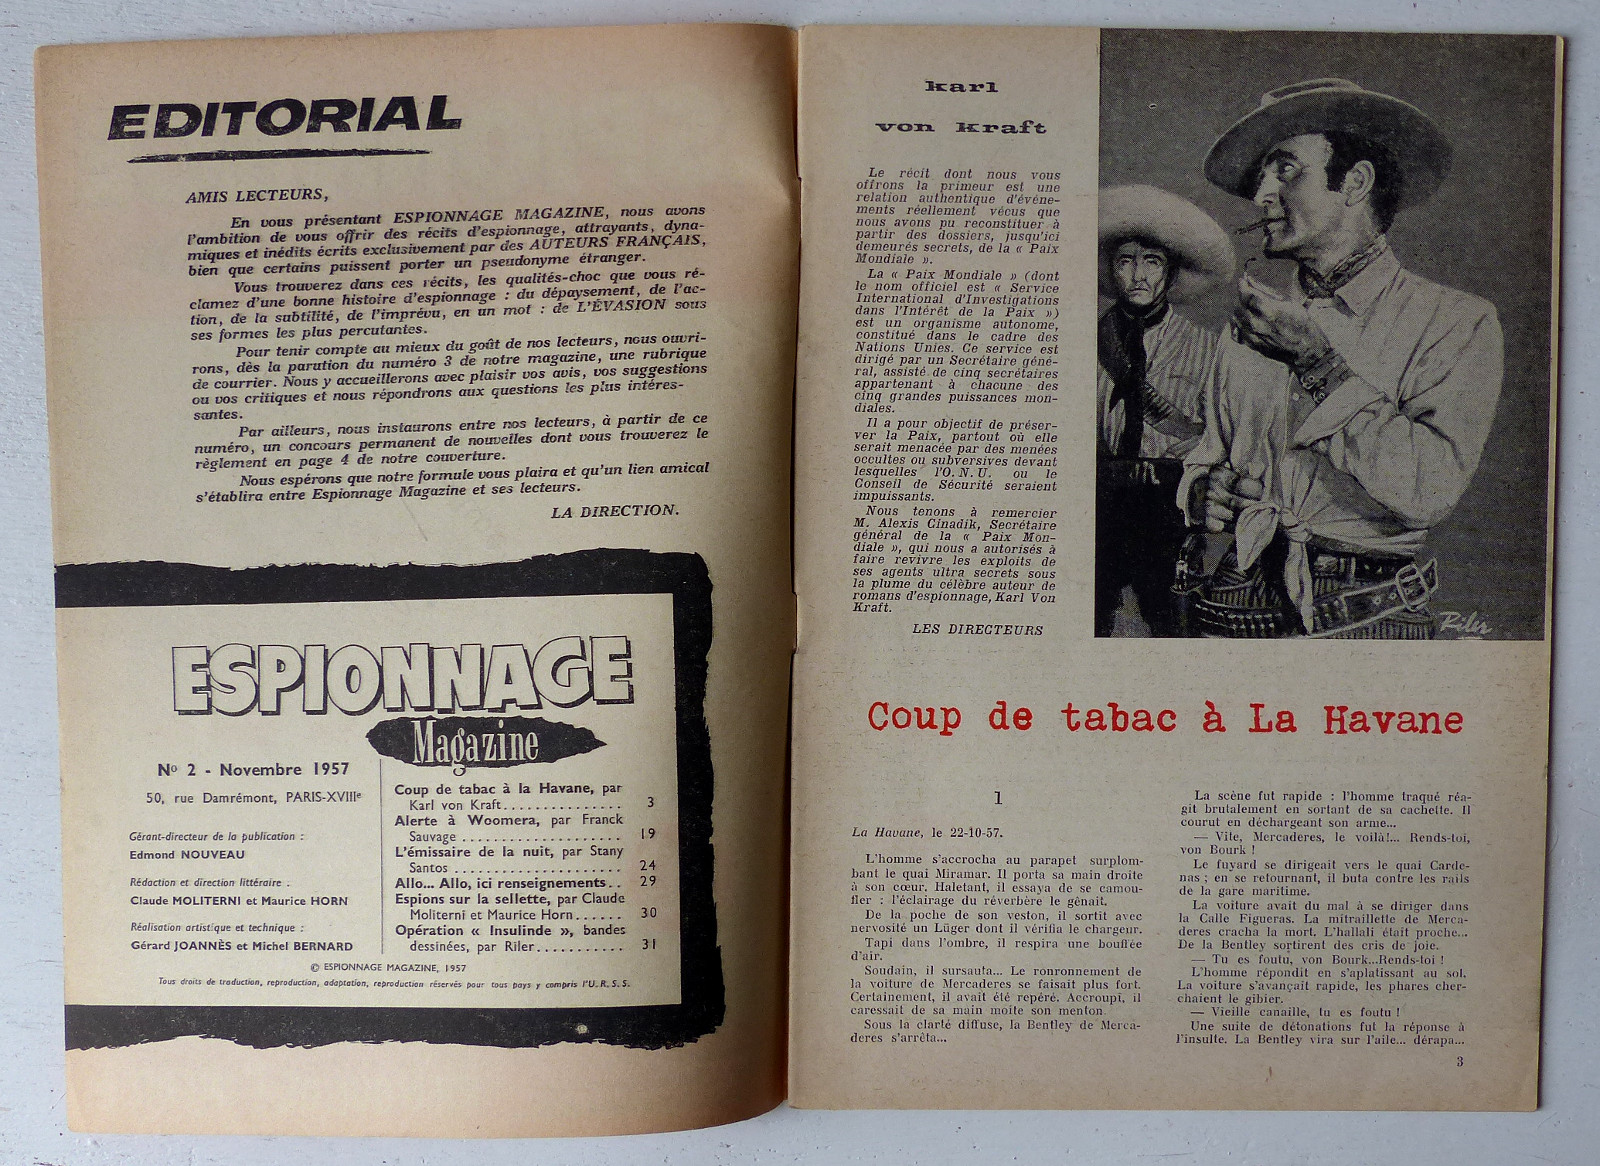 EDITORIAL
AMIS LECTEURS,
En vous présentant ESPIONNAGE MAGAZINE, nous avons
l'ambition de vous offrir des récits d'espionnage, attrayants, dyna-
miques et inédits écrits exclusivement par des AUTEURS FRANÇAIS,
bien que certains puissent porter un pseudonyme étranger.
Vous trouverez dans ces récits, les qualités-choc que vous ré-
clamez d'une bonne histoire d'espionnage : du dépaysement, de l'ac-
tion, de la subtilité, de l'imprévu, en un mot : de L'ÉVASION sous
ses formes les plus percutantes.
Pour tenir compte au mieux du goût de nos lecteurs, nous ouvri-
rons, dès la parution du numéro 3 de notre magazine, une rubrique
de courrier. Nous y accueillerons avec plaisir vos avis, vos suggestions
ou vos critiques et nous répondrons aux questions les plus intéres-
santes.
Par ailleurs, nous instaurons entre nos lecteurs, à partir de ce
numéro, un concours permanent de nouvelles dont vous trouverez le
règlement en page 4 de notre couverture.
Nous espérons que notre formule vous plaira et qu'un lien amical
s'établira entre Espionnage Magazine et ses lecteurs.
LA DIRECTION.
ESPIONNAGE
Magazine
No 2 - Novembre 1957
50, rue Damrémont, PARIS-XVIIIe
Gérant-directeur de la publication :
Edmond NOUVEAU
Rédaction et direction littéraire :
Claude MOLITERNI et Maurice HORN
Réalisation artistique et technique :
Gérard JOANNÈS et Michel BERNARD
Coup de tabac à la Havane, par
Karl von Kraft............... 3
Alerte à Woomera, par Franck
Sauvage ..................... 19
L'émissaire de la nuit, par Stany
Santos ...................... 24
Allo... Allo, ici renseignements.. 29
Espions sur la sellette, par Claude
Moliterni et Maurice Horn...... 30
Opération « Insulinde », bandes
dessinées, par Riler........... 31
© ESPIONNAGE MAGAZINE, 1957
Tous droits de traduction, reproduction, adaptation, reproduction réservés pour tous pays y compris l'U.R.S.S.
karl
von kraft
Le récit dont nous vous
offrons la primeur est une
relation authentique d'événe-
ments réellement vécus que
nous avons pu reconstituer à
partir des dossiers, jusqu'ici
demeurés secrets, de la « Paix
Mondiale ».
La « Paix Mondiale » (dont
le nom officiel est « Service
International d'Investigations
dans l'Intérêt de la Paix »)
est un organisme autonome,
constitué dans le cadre des
Nations Unies. Ce service est
dirigé par un Secrétaire géné-
ral, assisté de cinq secrétaires
appartenant à chacune des
cinq grandes puissances mon-
diales.
Il a pour objectif de préser-
ver la Paix, partout où elle
serait menacée par des menées
occultes ou subversives devant
lesquelles l'O.N.U. ou le
Conseil de Sécurité seraient
impuissants.
Nous tenons à remercier
M. Alexis Cinadik, Secrétaire
général de la « Paix Mon-
diale », qui nous a autorisés à
faire revivre les exploits de
ses agents ultra secrets sous
la plume du célèbre auteur de
romans d'espionnage, Karl Von
Kraft.
LES DIRECTEURS
Riler
Coup de tabac à La Havane
1
La Havane, le 22-10-57.
L'homme s'accrocha au parapet surplom-
bant le quai Miramar. Il porta sa main droite
à son cœur. Haletant, il essaya de se camou-
fler : l'éclairage du réverbère le gênait.
De la poche de son veston, il sortit avec
nervosité un Lüger dont il vérifia le chargeur.
Tapi dans l'ombre, il respira une bouffée
d'air.
Soudain, il sursauta... Le ronronnement de
la voiture de Mercaderes se faisait plus fort.
Certainement, il avait été repéré. Accroupi, il
caressait de sa main moite son menton.
Sous la clarté diffuse, la Bentley de Merca-
deres s'arrêta...
La scène fut rapide : l'homme traqué réa-
git brutalement en sortant de sa cachette. Il
courut en déchargeant son arme...
— Vite, Mercaderes, le voilà!... Rends-toi,
von Bourk !
Le fuyard se dirigeait vers le quai Carde-
nas ; en se retournant, il buta contre les rails
de la gare maritime.
La voiture avait du mal à se diriger dans
la Calle Figueras. La mitraillette de Merca-
deres cracha la mort. L'hallali était proche...
De la Bentley sortirent des cris de joie.
— Tu es foutu, von Bourk...Rends-toi !
L'homme répondit en s'aplatissant au sol.
La voiture s'avançait rapide, les phares cher-
chaient le gibier.
— Vieille canaille, tu es foutu !
Une suite de détonations fut la réponse à
l'insulte. La Bentley vira sur l'aile... dérapa...
3